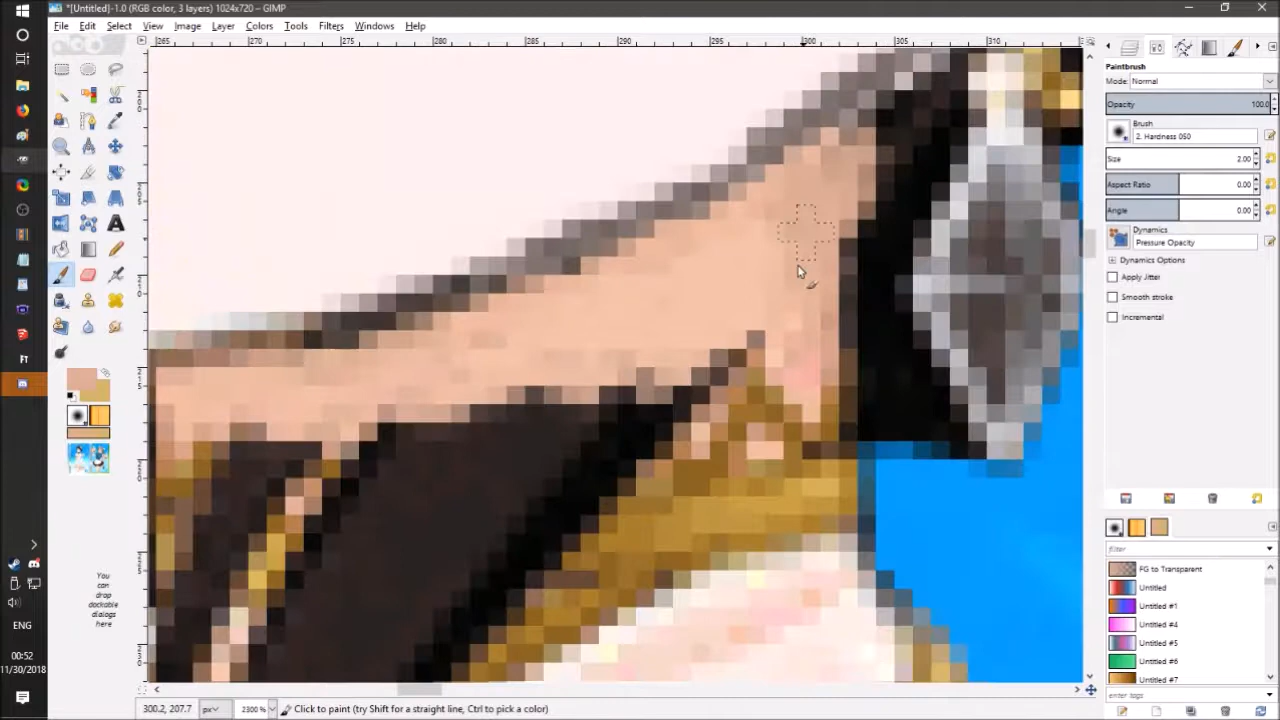 *[Untitled]-1.0 (RGB color, 3 layers) 1024x720 – GIMP
File Edit Select View Image Layer Colors Tools Filters Windows Help
265 270 275 280 285 290 295 300 305 310
Paintbrush
Mode: Normal
Opacity 100.0
Brush
2. Hardness 050
Size 2.00
Aspect Ratio 0.00
Angle 0.00
Dynamics
Pressure Opacity
Dynamics Options
Apply Jitter
Smooth stroke
Incremental
filter
FG to Transparent
Untitled
Untitled #1
Untitled #4
Untitled #5
Untitled #6
Untitled #7
enter tags
You
can
drop
dockable
dialogs
here
Ft
ENG
00:52
11/30/2018
300.2, 207.7 px 2300 % Click to paint (try Shift for a straight line, Ctrl to pick a color)